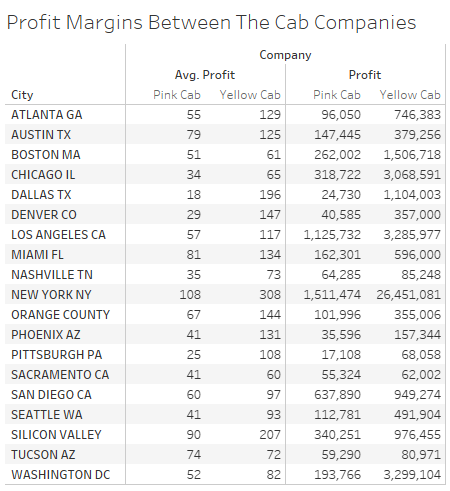 Profit Margins Between The Cab Companies
Company
Avg. Profit Profit
City Pink Cab Yellow Cab Pink Cab Yellow Cab
ATLANTA GA 55 129 96,050 746,383
AUSTIN TX 79 125 147,445 379,256
BOSTON MA 51 61 262,002 1,506,718
CHICAGO IL 34 65 318,722 3,068,591
DALLAS TX 18 196 24,730 1,104,003
DENVER CO 29 147 40,585 357,000
LOS ANGELES CA 57 117 1,125,732 3,285,977
MIAMI FL 81 134 162,301 596,000
NASHVILLE TN 35 73 64,285 85,248
NEW YORK NY 108 308 1,511,474 26,451,081
ORANGE COUNTY 67 144 101,996 355,006
PHOENIX AZ 41 131 35,596 157,344
PITTSBURGH PA 25 108 17,108 68,058
SACRAMENTO CA 41 60 55,324 62,002
SAN DIEGO CA 60 97 637,890 949,274
SEATTLE WA 41 93 112,781 491,904
SILICON VALLEY 90 207 340,251 976,455
TUCSON AZ 74 72 59,290 80,971
WASHINGTON DC 52 82 193,766 3,299,104